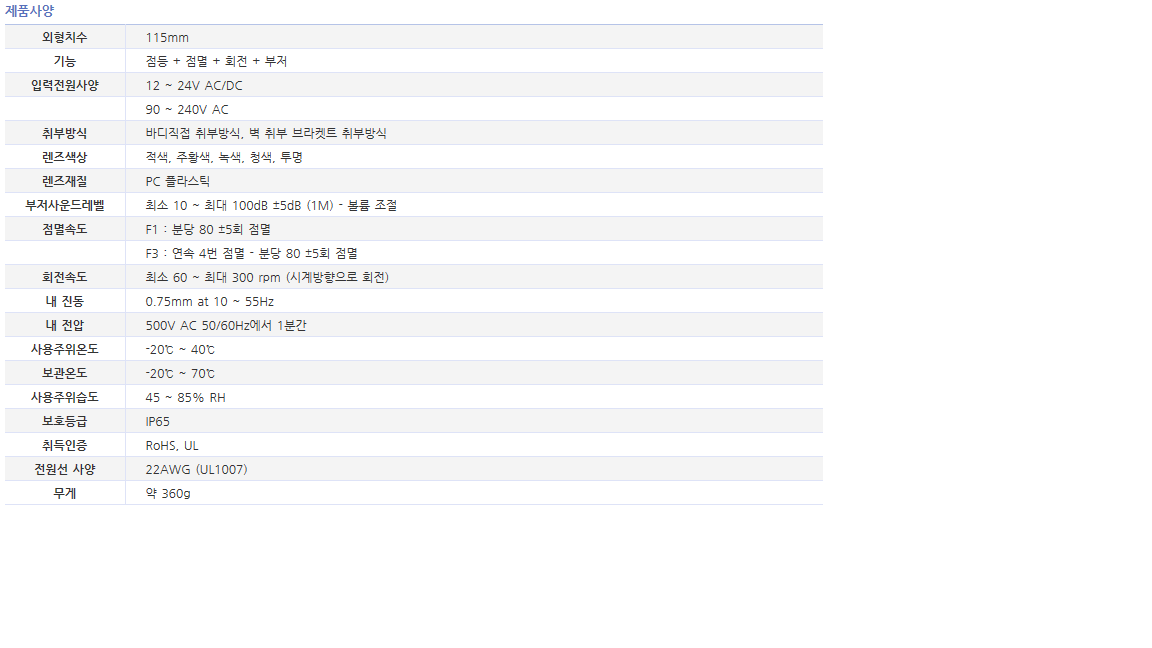 제품사양
외형치수 115mm
기능 점등 + 점멸 + 회전 + 부저
입력전원사양 12 ~ 24V AC/DC
90 ~ 240V AC
취부방식 바디직접 취부방식, 벽 취부 브라켓트 취부방식
렌즈색상 적색, 주황색, 녹색, 청색, 투명
렌즈재질 PC 플라스틱
부저사운드레벨 최소 10 ~ 최대 100dB ±5dB (1M) - 볼륨 조절
점멸속도 F1 : 분당 80 ±5회 점멸
F3 : 연속 4번 점멸 - 분당 80 ±5회 점멸
회전속도 최소 60 ~ 최대 300 rpm (시계방향으로 회전)
내 진동 0.75mm at 10 ~ 55Hz
내 전압 500V AC 50/60Hz에서 1분간
사용주위온도 -20℃ ~ 40℃
보관온도 -20℃ ~ 70℃
사용주위습도 45 ~ 85% RH
보호등급 IP65
취득인증 RoHS, UL
전원선 사양 22AWG (UL1007)
무게 약 360g